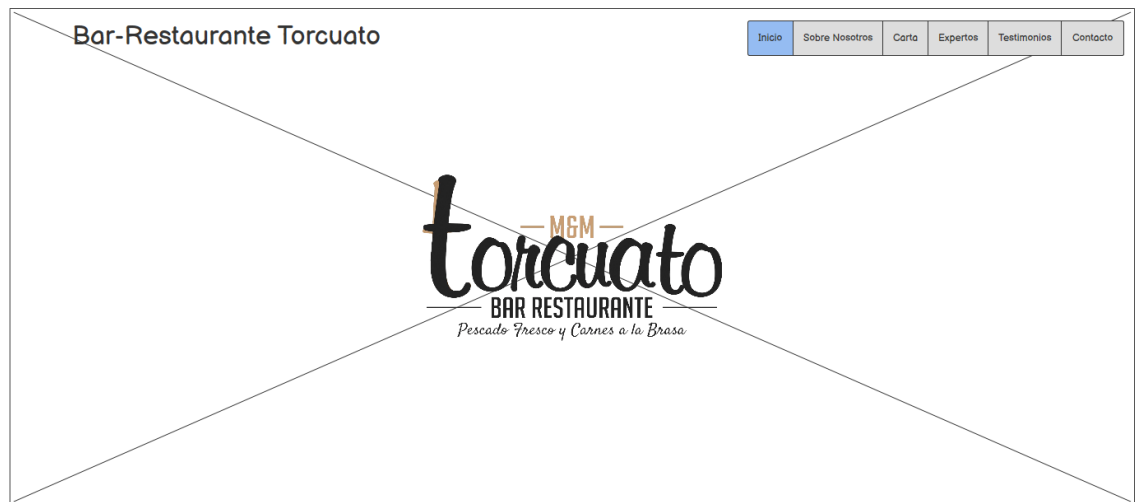 Bar-Restaurante Torcuato
Inicio Sobre Nosotros Carta Expertos Testimonios Contacto
M&M
torcuato
BAR RESTAURANTE
Pescado Fresco y Carnes a la Brasa